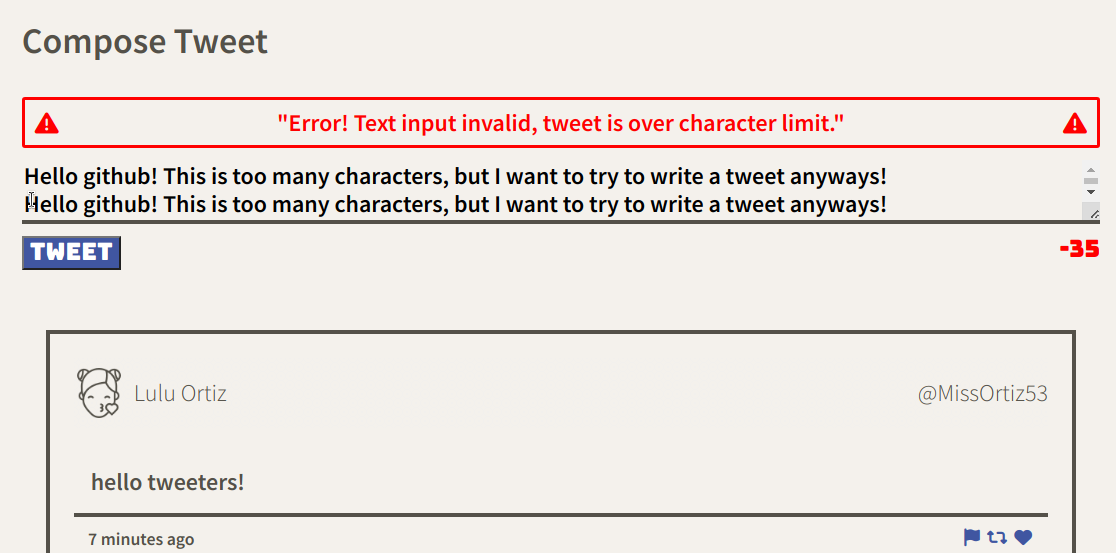 Compose Tweet
"Error! Text input invalid, tweet is over character limit."
Hello github! This is too many characters, but I want to try to write a tweet anyways!
Hello github! This is too many characters, but I want to try to write a tweet anyways!
TWEET
-35
Lulu Ortiz
@MissOrtiz53
hello tweeters!
7 minutes ago